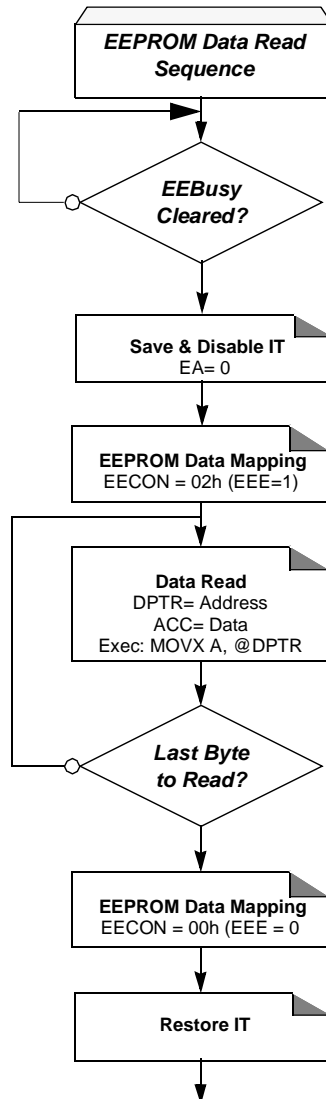 EEPROM Data Read
Sequence
EEBusy
Cleared?
Save & Disable IT
EA= 0
EEPROM Data Mapping
EECON = 02h (EEE=1)
Data Read
DPTR= Address
ACC= Data
Exec: MOVX A, @DPTR
Last Byte
to Read?
EEPROM Data Mapping
EECON = 00h (EEE = 0
Restore IT